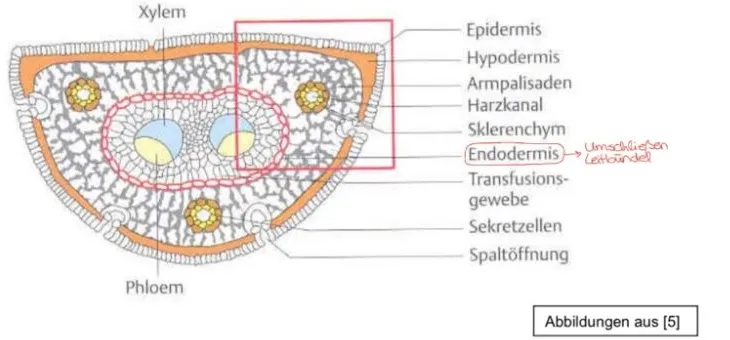 Xylem
Epidermis
Hypodermis
Armpalisaden
Harzkanal
Sklerenchym
Endodermis → Umschließen
Leitbündel
Transfusions-
gewebe
Sekretzellen
Spaltöffnung
Phloem
Abbildungen aus [5]